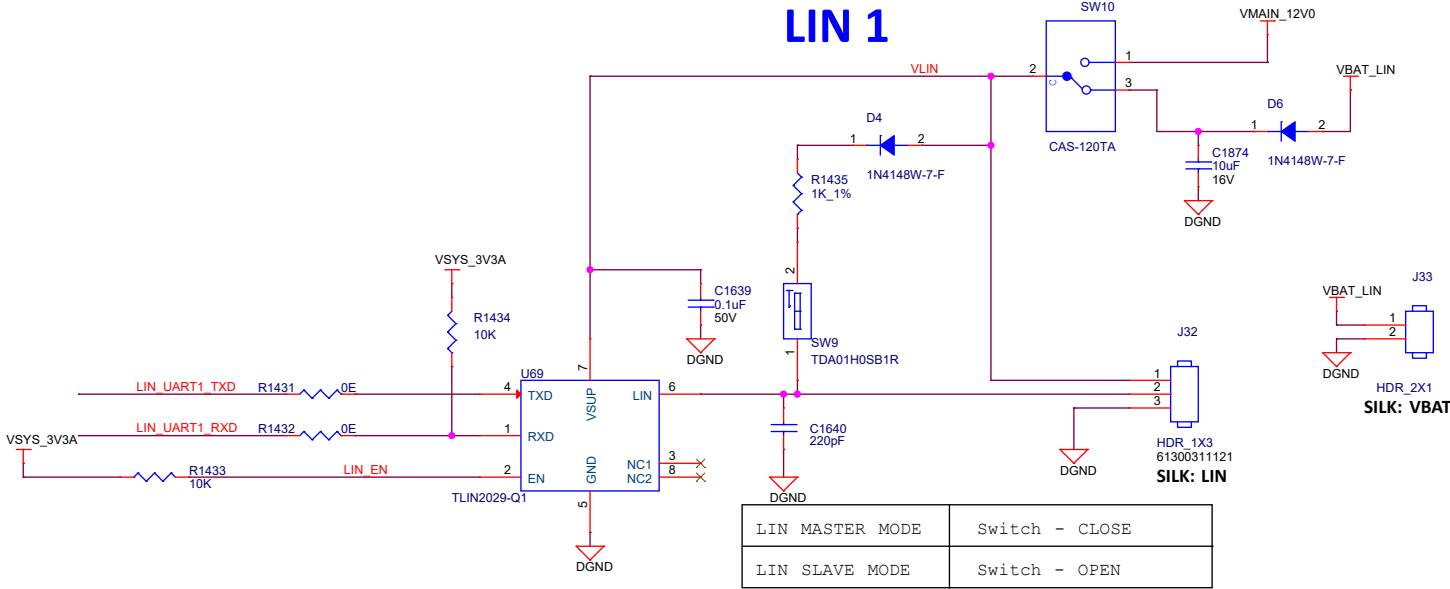 LIN 1
SW10
VMAIN_12V0
VLIN
2
C
1
3
VBAT_LIN
D4
D6
1
2
1
2
CAS-120TA
1N4148W-7-F
1N4148W-7-F
R1435
1K_1%
C1874
10uF
16V
DGND
VSYS_3V3A
2
J33
VBAT_LIN
C1639
0.1uF
50V
1
2
R1434
10K
SW9
J32
DGND
1
TDA01H0SB1R
DGND
7
U69
1
HDR_2X1
LIN_UART1_TXD
R1431
0E
4
TXD
VSUP
LIN
6
2
SILK: VBAT
3
LIN_UART1_RXD
R1432
0E
1
RXD
C1640
220pF
VSYS_3V3A
HDR_1X3
61300311121
NC1
3
R1433
10K
LIN_EN
2
EN
GND
NC2
8
DGND
SILK: LIN
TLIN2029-Q1
5
DGND
DGND
LIN MASTER MODE Switch - CLOSE
LIN SLAVE MODE Switch - OPEN